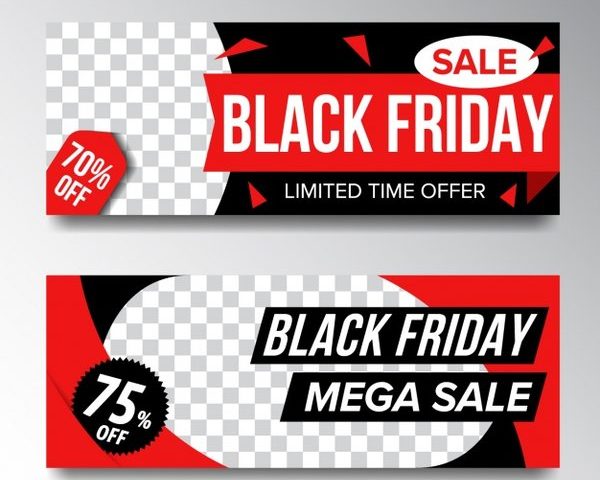 SALE
BLACK FRIDAY
LIMITED TIME OFFER
70%
OFF
BLACK FRIDAY
MEGA SALE
75%
OFF